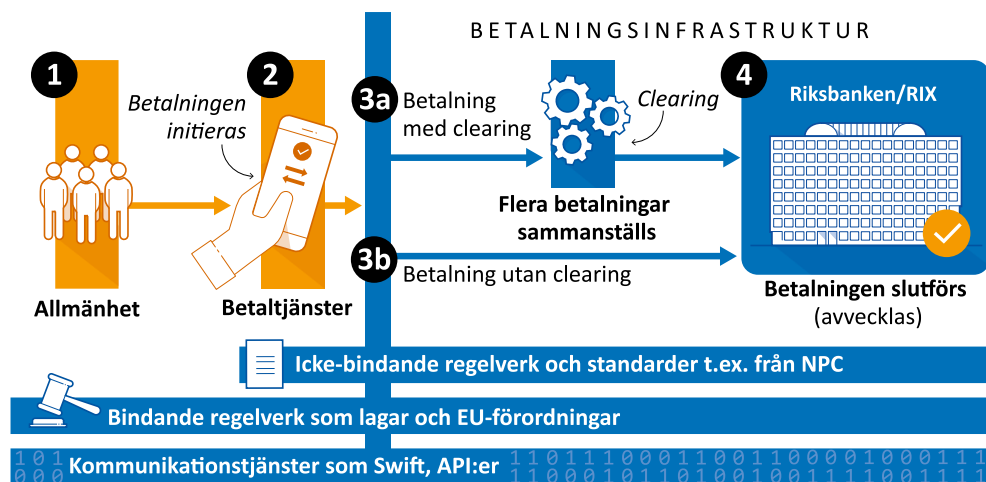 BETALNINGSINFRASTRUKTUR
1
2
3a
4
Betalningen
initieras
Betalning
med clearing
Clearing
Riksbanken/RIX
Flera betalningar
sammanställs
3b
Betalning utan clearing
Allmänhet
Betaltjänster
Betalningen slutförs
(avvecklas)
Icke-bindande regelverk och standarder t.ex. från NPC
Bindande regelverk som lagar och EU-förordningar
101
000
Kommunikationstjänster som Swift, API:er